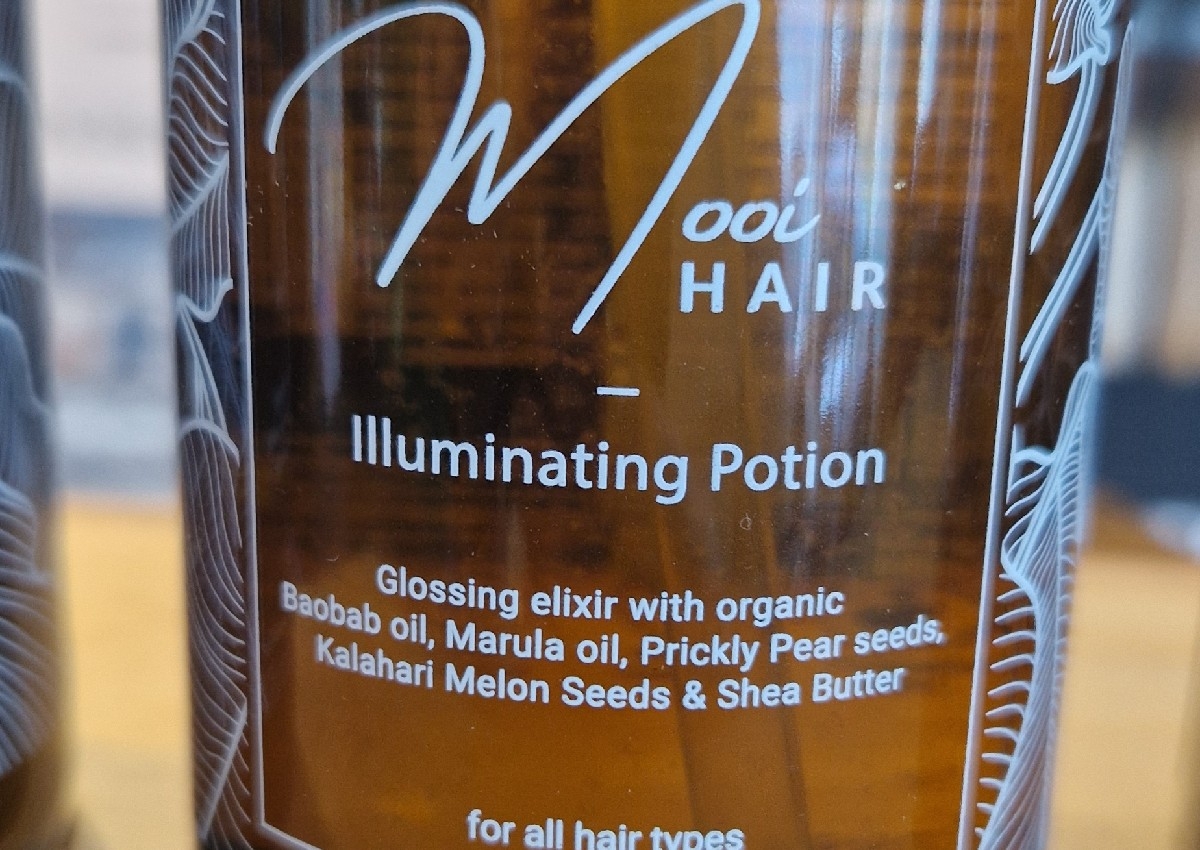 Mooi
HAIR
Illuminating Potion
Glossing elixir with organic
Baobab oil, Marula oil, Prickly Pear seeds,
Kalahari Melon Seeds & Shea Butter
for all hair types